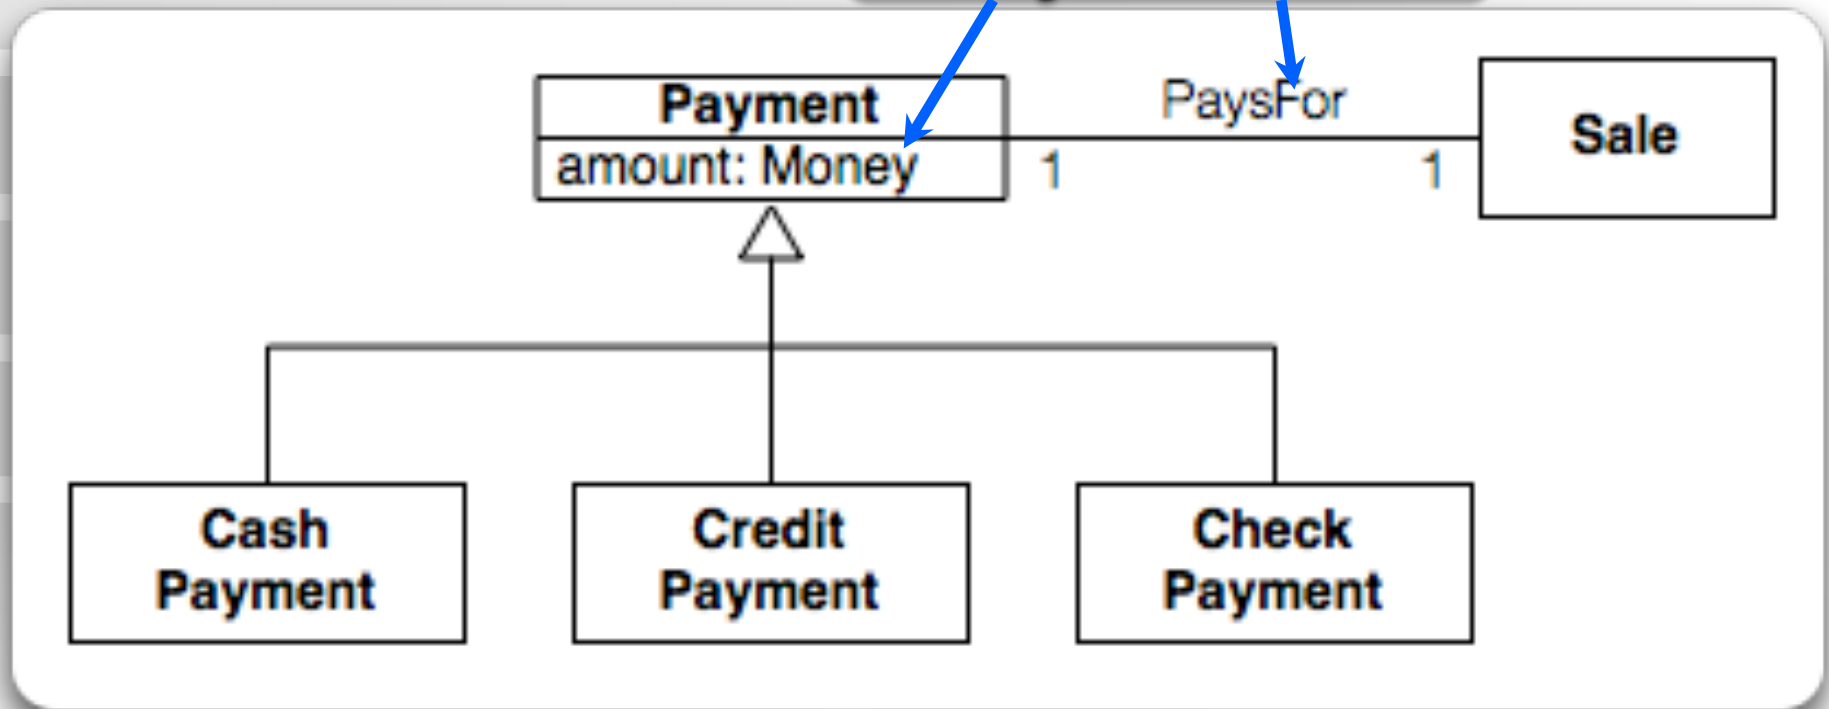 Payment
amount: Money
PaysFor
1
1
Sale
Cash
Payment
Credit
Payment
Check
Payment